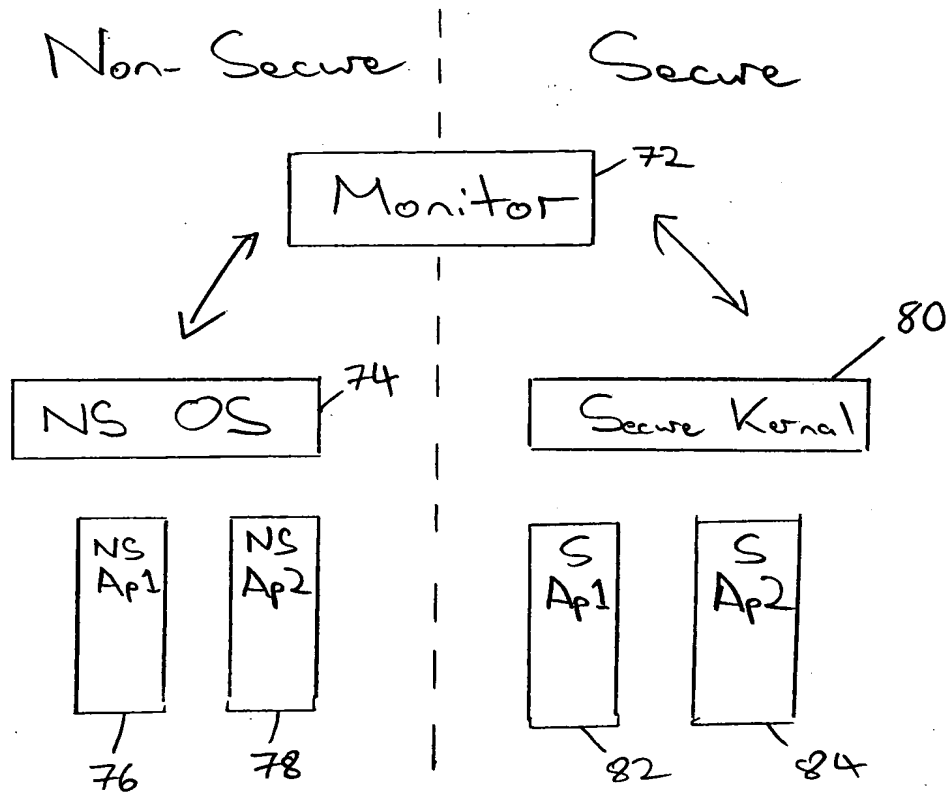 Non-Secure
Secure
Monitor
72
80
74
NS OS
Secure Kernal
NS
Ap1
NS
Ap2
S
Ap1
S
Ap2
76
78
82
84